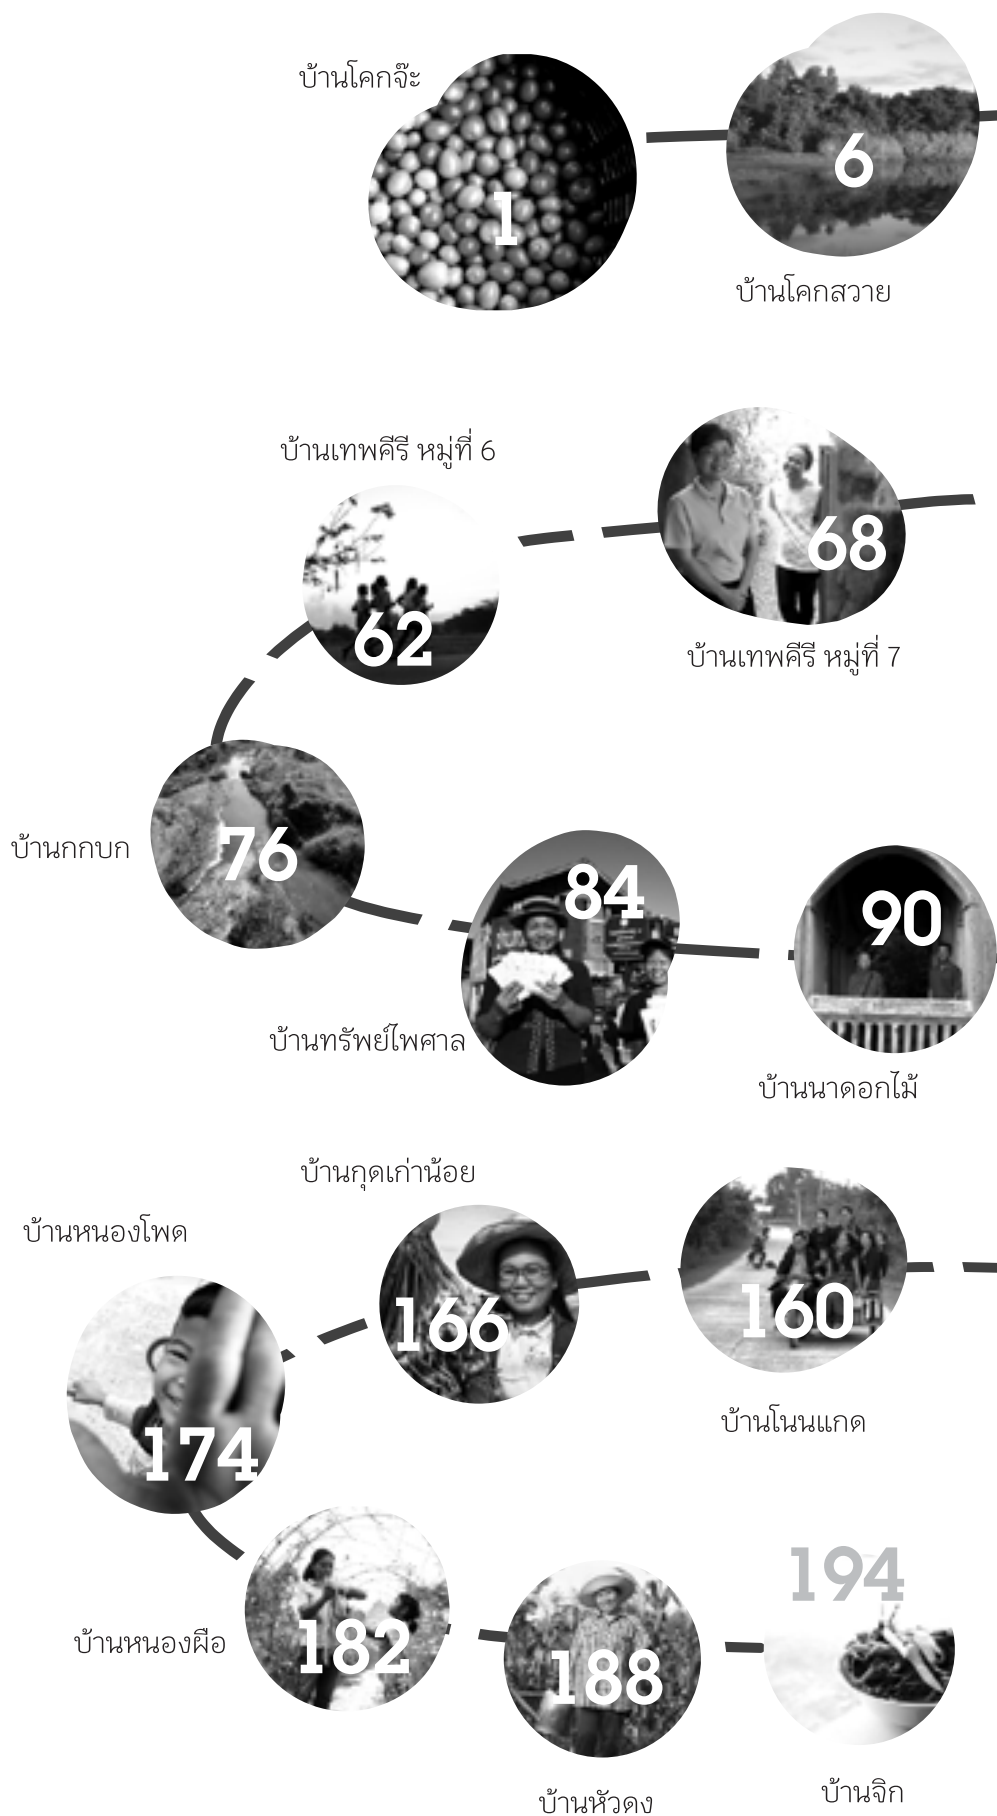 บ้านโคกจ๊ะ
1
6
บ้านโคกสวาย
บ้านเทพคีรี หมู่ที่ 6
62
68
บ้านเทพคีรี หมู่ที่ 7
76
บ้านกกบก
84
บ้านทรัพย์ไพศาล
90
บ้านนาดอกไม้
บ้านกุดเก่าน้อย
166
160
บ้านโนนแกด
บ้านหนองโพด
174
182
บ้านหนองผือ
188
บ้านหัวดง
194
บ้านจิก